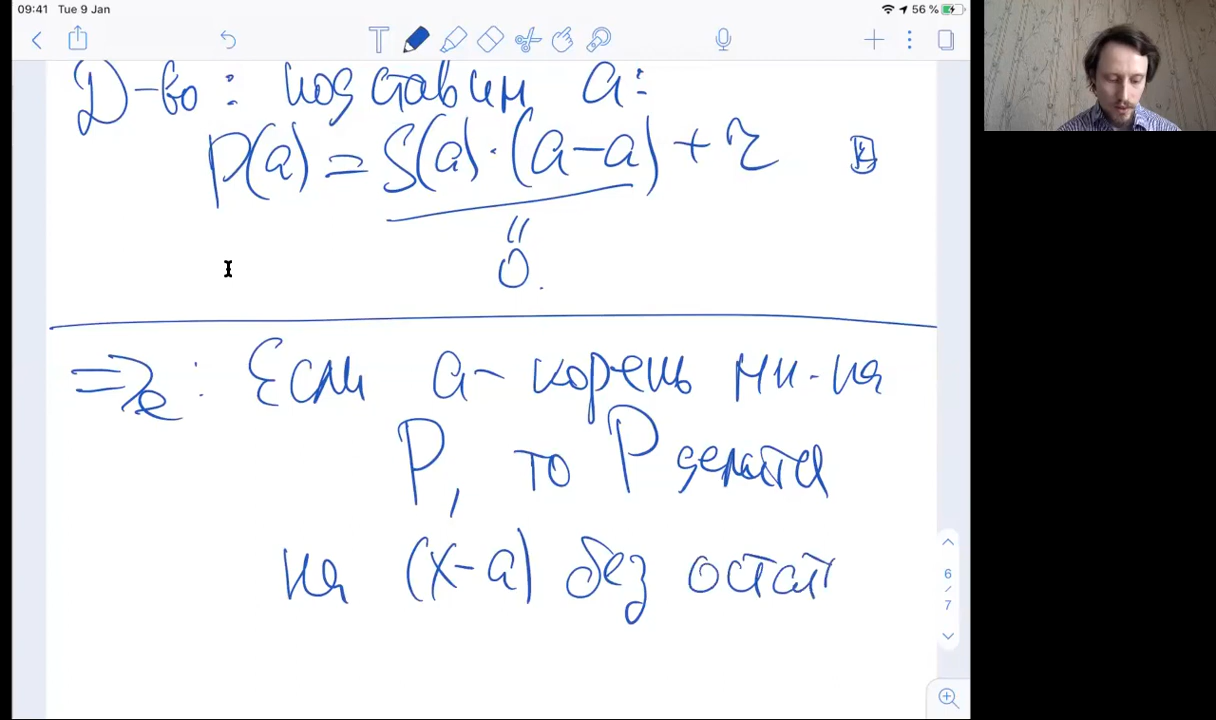 09:41 Tue 9 Jan 56 %
Д-во: подставим a:
P(a) = S(a)·(a-a) + r
"
0.
=> : Если a - корень мн-на
P, то P делится
на (x-a) без остат
6
/
7